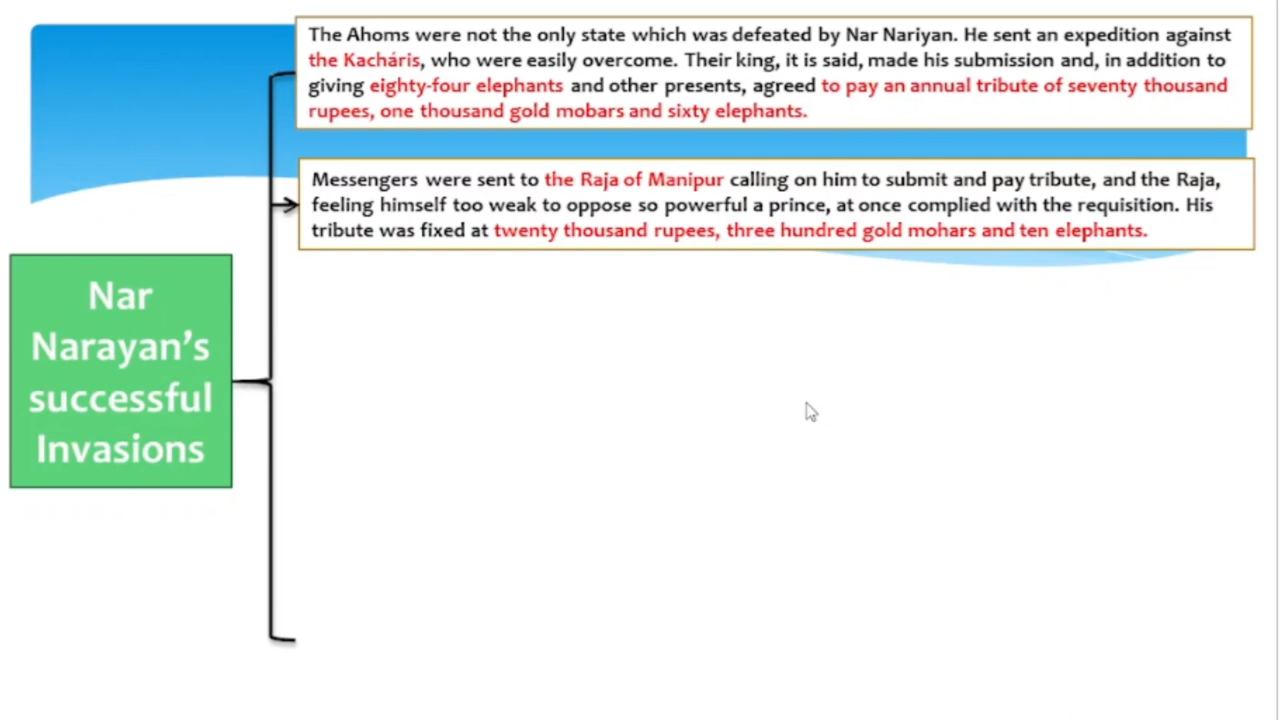 The Ahoms were not the only state which was defeated by Nar Nariyan. He sent an expedition against
the Kacháris, who were easily overcome. Their king, it is said, made his submission and, in addition to
giving eighty-four elephants and other presents, agreed to pay an annual tribute of seventy thousand
rupees, one thousand gold mobars and sixty elephants.
Messengers were sent to the Raja of Manipur calling on him to submit and pay tribute, and the Raja,
feeling himself too weak to oppose so powerful a prince, at once complied with the requisition. His
tribute was fixed at twenty thousand rupees, three hundred gold mohars and ten elephants.
Nar
Narayan's
successful
Invasions